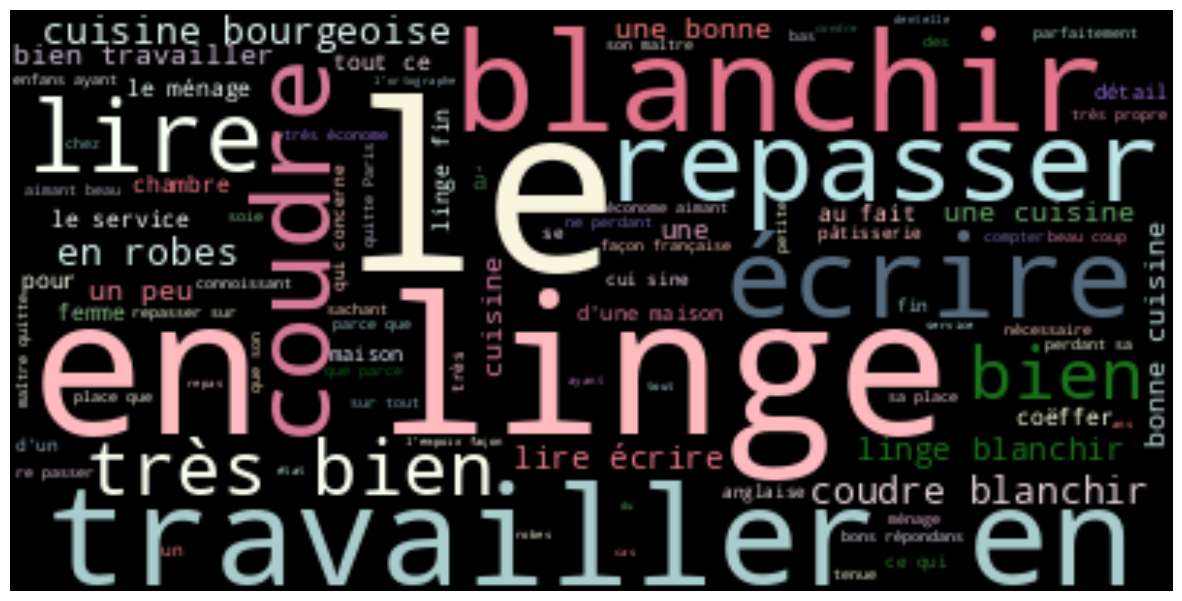 cuisine bourgeoise
blanchir
une bonne
son maître
bas
dentelle
des
parfaitement
bien travailler
tout ce
enfans ayant
le ménage
l'ortographe
détail
très propre
lire
chez
coudre
très économe
le
linge fin
repasser
aimant beau
chambre
qui concerne
quitte Paris
le service
soie
économe aimant
ne perdant
se
une
façon française
petite
au fait
pâtisserie
une cuisine
compter
beau coup
en robes
pour
un peu
connoissant
cuisine
cui sine
écrire
bonne cuisine
femme
repasser sur
sachant
parce que
d'une maison
fin
service
nécessaire
perdant sa
maître quitte
en linge
que son
maison
que parce
très
bien
place que
repas
sur tout
ayant
tout
sa place
coëffer
ans
d'un
l'empois façon
re passer
très bien
état
lire écrire
linge blanchir
anglaise
coudre blanchir
travailler en
un
robes
du
ménage
bons répondans
ce qui
tenue